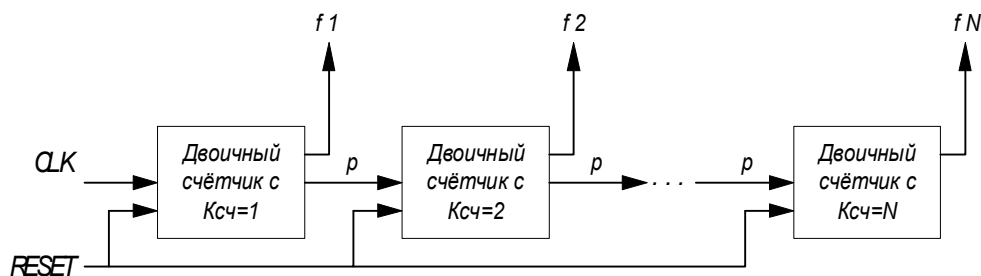 f 1
f 2
f N
CLK
Двоичный
счётчик с
Ксч=1
p
Двоичный
счётчик с
Ксч=2
p
. . .
p
Двоичный
счётчик с
Ксч=N
RESET